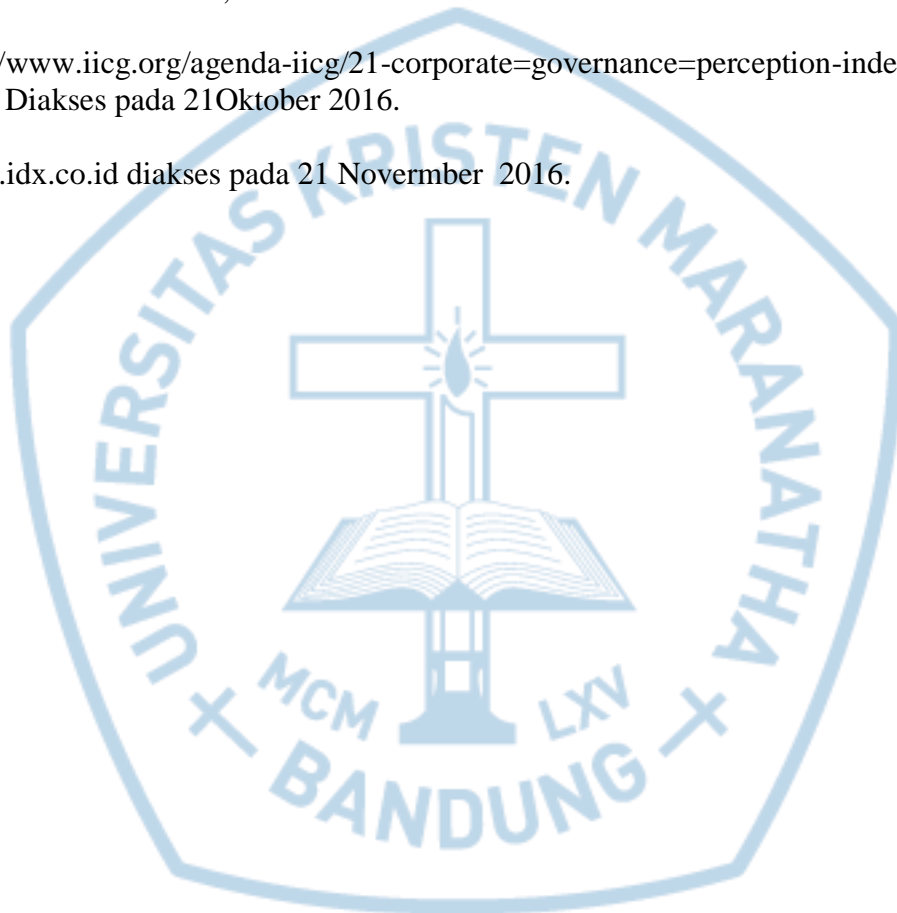 /www.iicg.org/agenda-iicg/21-corporate=governance=perception-inde
Diakses pada 21Oktober 2016.
.idx.co.id diakses pada 21 Novermber  2016.
UNIVERSITAS KRISTEN MARANATHA
MCM LXV
BANDUNG